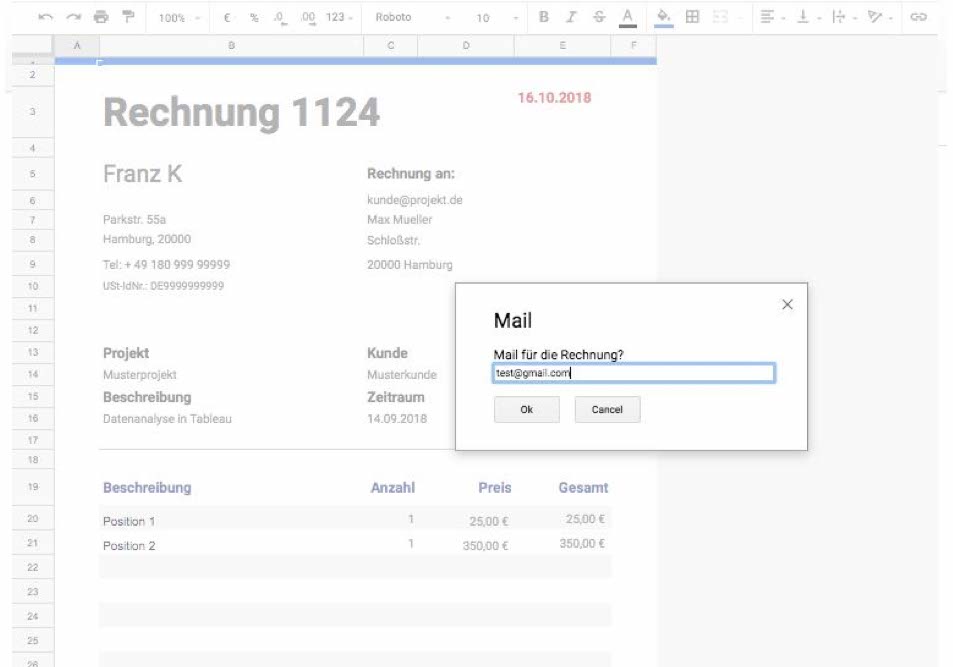 100% € % .0 .00 123 Roboto 10 B I S A
A B C D E F
2
3 Rechnung 1124 16.10.2018
4
5 Franz K Rechnung an:
6 kunde@projekt.de
7 Parkstr. 55a Max Mueller
8 Hamburg, 20000 Schloßstr.
9 Tel: + 49 180 999 99999 20000 Hamburg
10 USt-IdNr.: DE9999999999
11
12
13 Projekt Kunde
14 Musterprojekt Musterkunde
15 Beschreibung Zeitraum
16 Datenanalyse in Tableau 14.09.2018
17
18
19 Beschreibung Anzahl Preis Gesamt
20 Position 1 1 25,00 € 25,00 €
21 Position 2 1 350,00 € 350,00 €
22
23
24
25
26
Mail
Mail für die Rechnung?
test@gmail.com
Ok Cancel